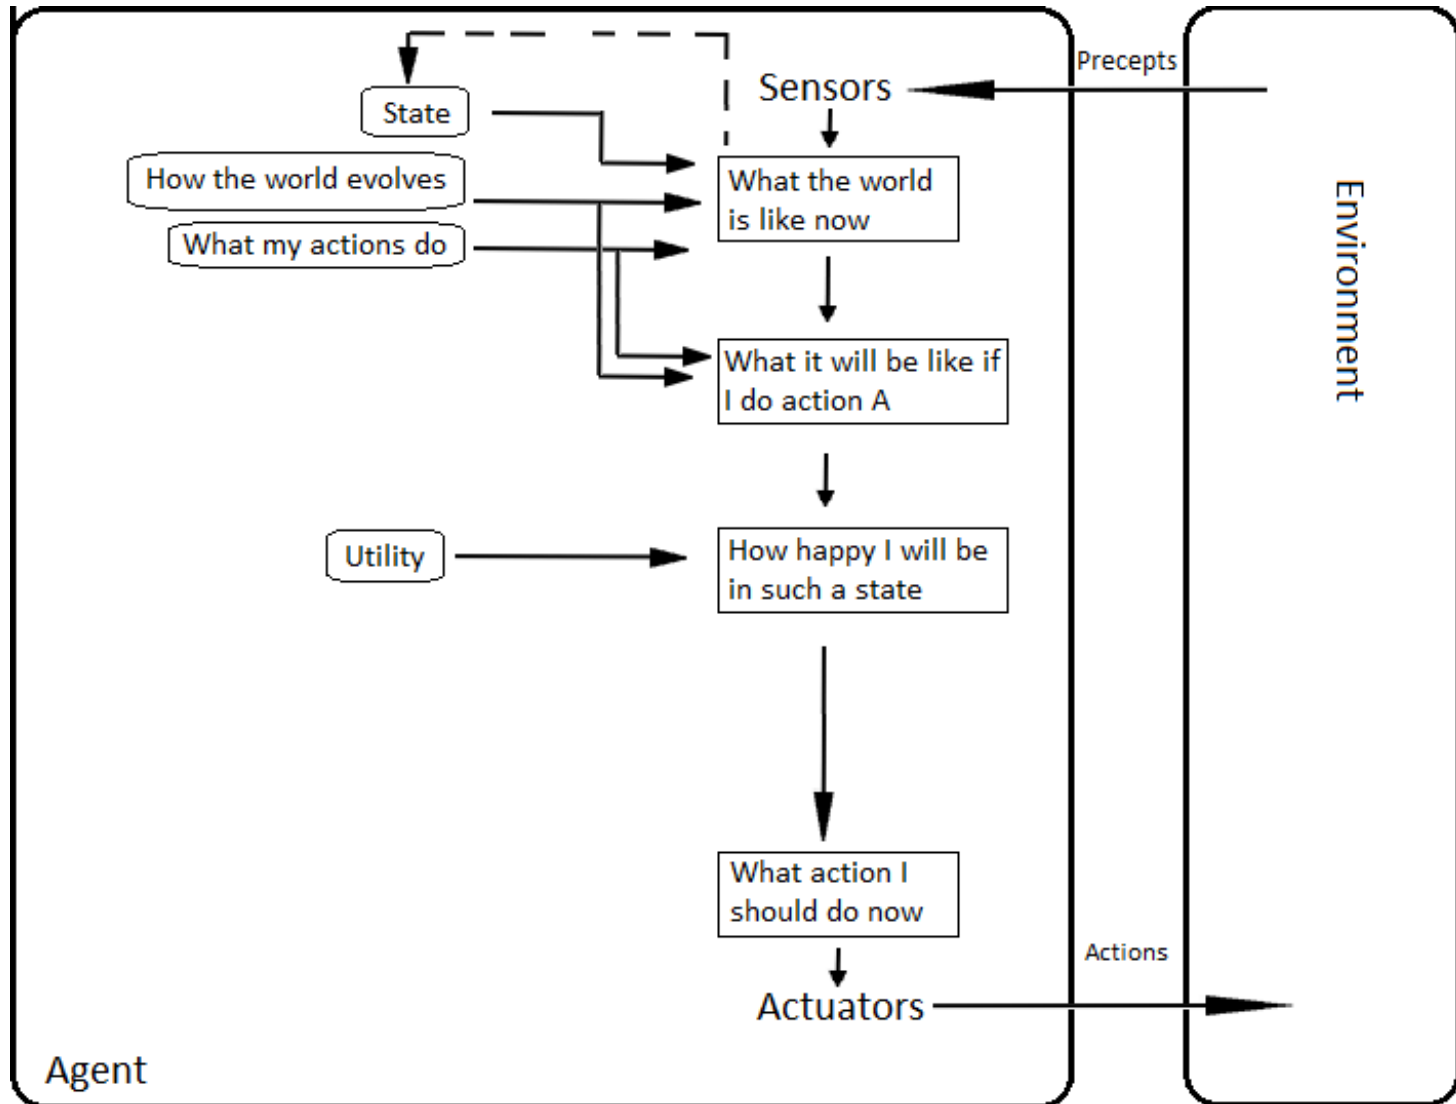 Precepts
Sensors
State
How the world evolves
What the world
is like now
What my actions do
Environment
What it will be like if
I do action A
Utility
How happy I will be
in such a state
What action I
should do now
Actions
Actuators
Agent